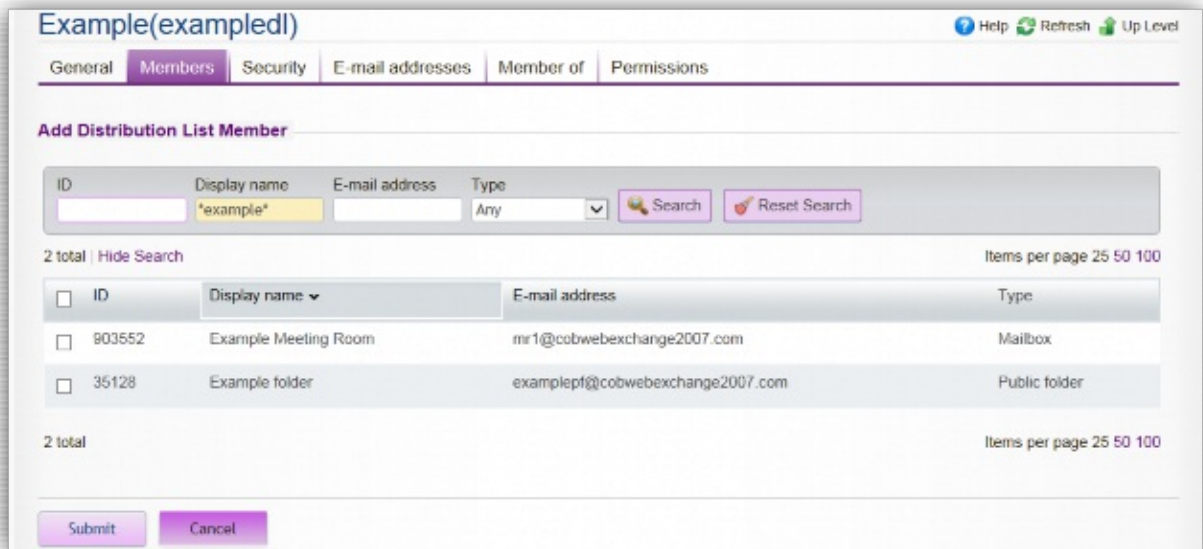 Example(exampledl) Help Refresh Up Level
General Members Security E-mail addresses Member of Permissions
Add Distribution List Member
ID Display name E-mail address Type
*example* Any Search Reset Search
2 total | Hide Search Items per page 25 50 100
ID Display name E-mail address Type
903552 Example Meeting Room mr1@cobwebexchange2007.com Mailbox
35128 Example folder examplepf@cobwebexchange2007.com Public folder
2 total Items per page 25 50 100
Submit Cancel